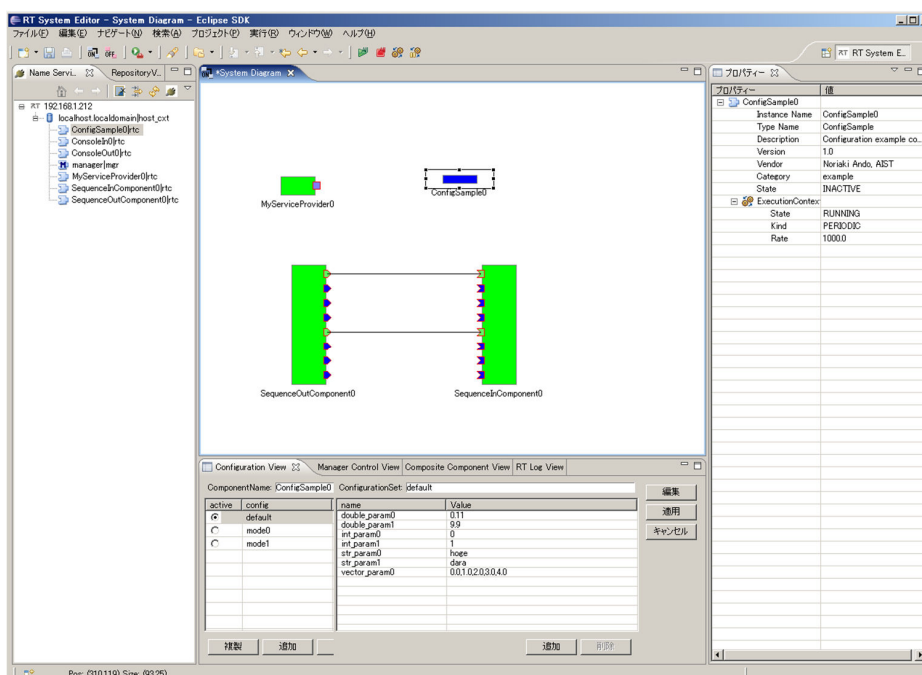 RT System Editor - System Diagram - Eclipse SDK
ファイル(F) 編集(E) ナビゲート(N) 検索(A) プロジェクト(P) 実行(R) ウィンドウ(W) ヘルプ(H)
RT System E...
Name Servi... RepositoryV...
192.168.1.212
localhost.localdomain|host_cxt
ConfigSample0|rtc
ConsoleIn0|rtc
ConsoleOut0|rtc
manager|mgr
MyServiceProvider0|rtc
SequenceInComponent0|rtc
SequenceOutComponent0|rtc
*System Diagram
MyServiceProvider0
ConfigSample0
SequenceOutComponent0
SequenceInComponent0
プロパティー
プロパティー 値
ConfigSample0
Instance Name ConfigSample0
Type Name ConfigSample
Description Configuration example co...
Version 1.0
Vendor Noriaki Ando, AIST
Category example
State INACTIVE
ExecutionContex
State RUNNING
Kind PERIODIC
Rate 1000.0
Configuration View Manager Control View Composite Component View RT Log View
ComponentName: ConfigSample0 ConfigurationSet: default
active config
default
mode0
mode1
name Value
double_param0 0.11
double_param1 9.9
int_param0 0
int_param1 1
str_param0 hoge
str_param1 dara
vector_param0 0.0,1.0,2.0,3.0,4.0
編集
適用
キャンセル
複製 追加
追加 削除
Pos: (310,119) Size: (93,25)